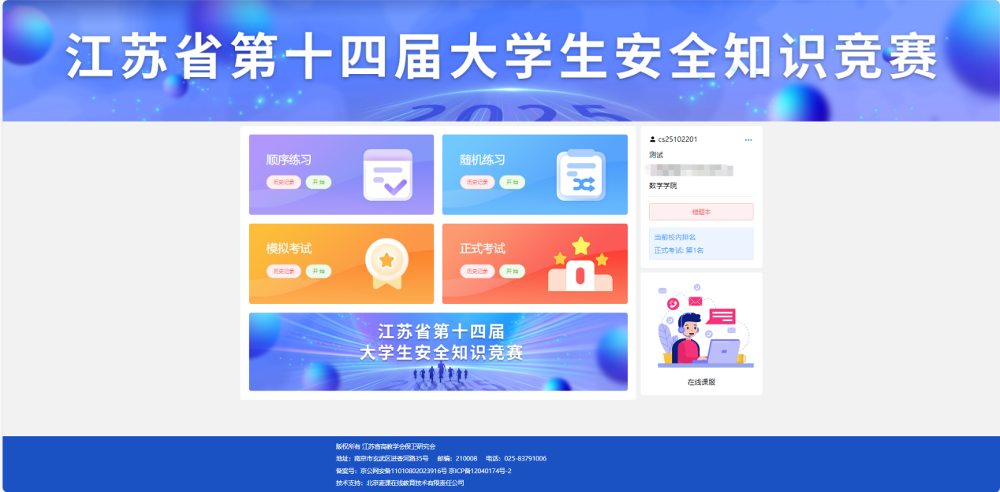 江苏省第十四届大学生安全知识竞赛
2025
顺序练习
历史记录 开 始
随机练习
历史记录 开 始
模拟考试
历史记录 开 始
正式考试
历史记录 开 始
江苏省第十四届
大学生安全知识竞赛
cs25102201
测试
数学学院
错题本
当前校内排名
正式考试: 第1名
在线课服
版权所有 江苏省高教学会保卫研究会
地址：南京市玄武区进香河路35号 邮编：210008 电话：025-83791006
备案号：京公网安备11010802023916号 京ICP备12040174号-2
技术支持：北京麦课在线教育技术有限责任公司